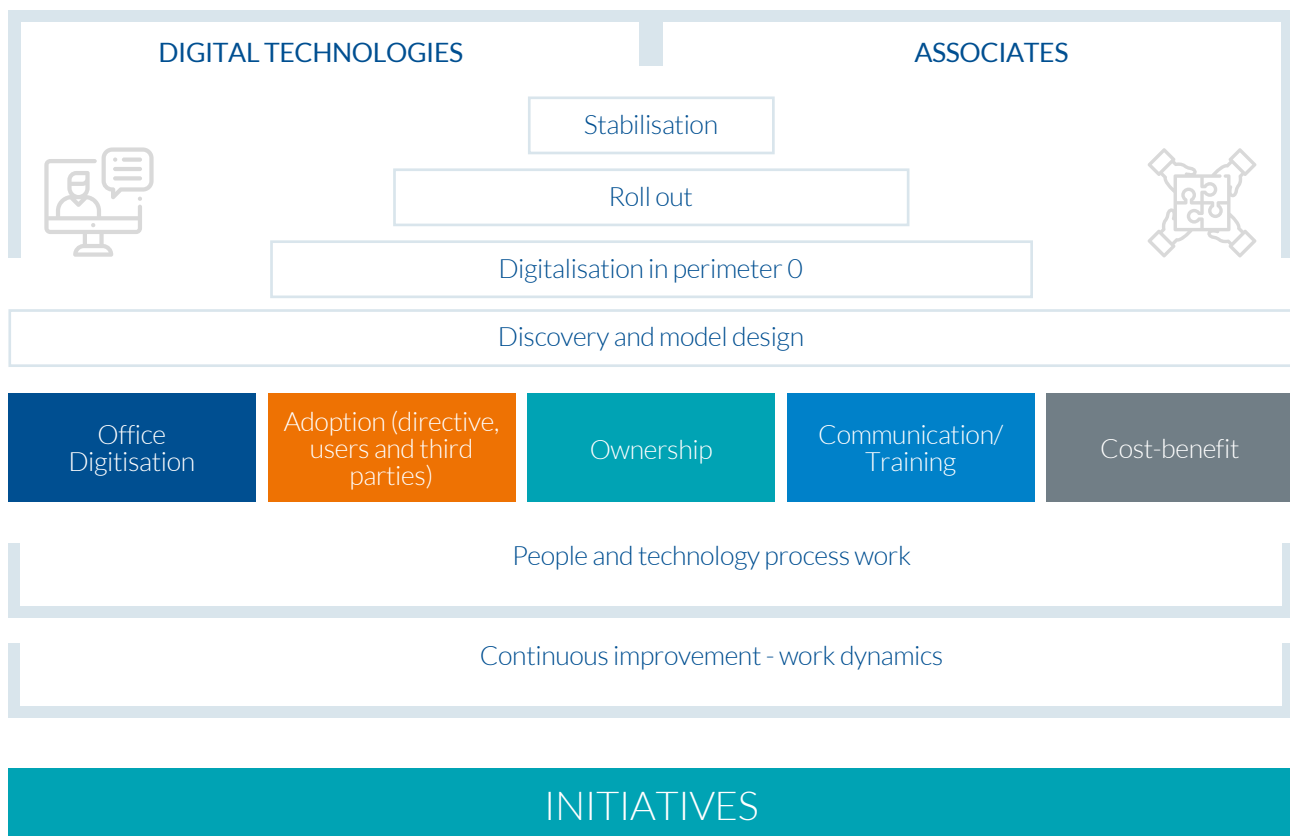 DIGITAL TECHNOLOGIES
ASSOCIATES
Stabilisation
Roll out
Digitalisation in perimeter 0
Discovery and model design
Office
Digitisation
Adoption (directive,
users and third
parties)
Ownership
Communication/
Training
Cost-benefit
People and technology process work
Continuous improvement - work dynamics
INITIATIVES